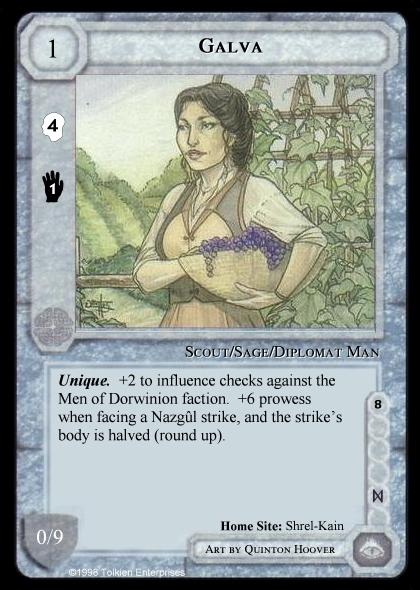 1
GALVA
4
1
SCOUT/SAGE/DIPLOMAT MAN
Unique. +2 to influence checks against the
Men of Dorwinion faction. +6 prowess
when facing a Nazgûl strike, and the strike's
body is halved (round up).
8
0/9
Home Site: Shrel-Kain
ART BY QUINTON HOOVER
©1998 Tolkien Enterprises